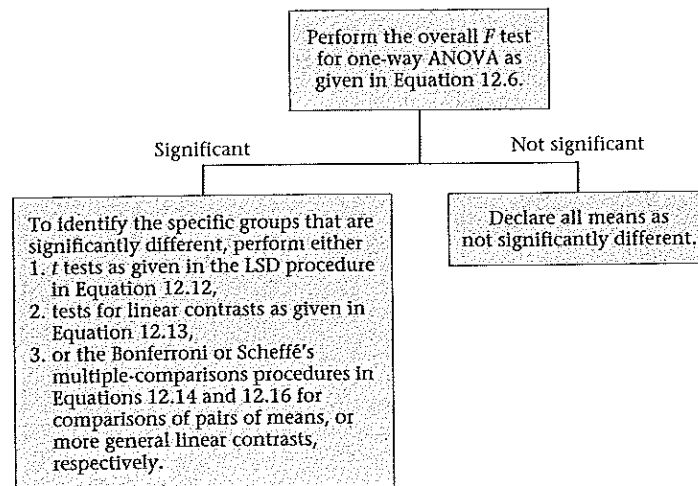 Perform the overall F test
for one-way ANOVA as
given in Equation 12.6.
Significant
Not significant
To identify the specific groups that are
significantly different, perform either
1. t tests as given in the LSD procedure
in Equation 12.12,
2. tests for linear contrasts as given in
Equation 12.13,
3. or the Bonferroni or Scheffé's
multiple-comparisons procedures in
Equations 12.14 and 12.16 for
comparisons of pairs of means, or
more general linear contrasts,
respectively.
Declare all means as
not significantly different.